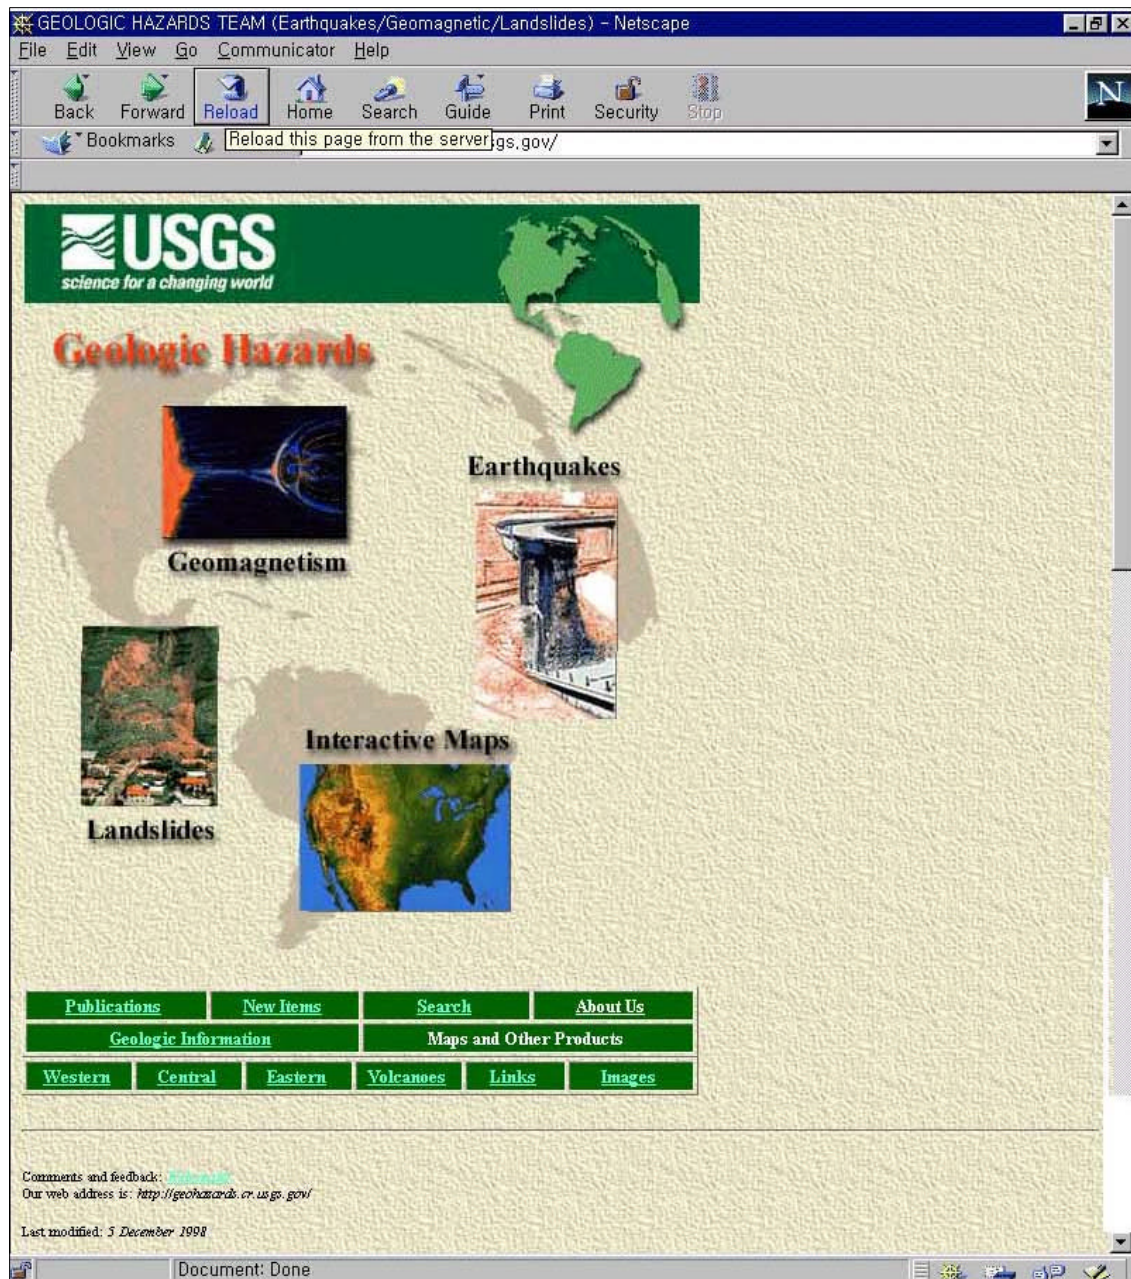 GEOLOGIC HAZARDS TEAM (Earthquakes/Geomagnetic/Landslides) - Netscape
File Edit View Go Communicator Help
Back Forward Reload Home Search Guide Print Security Stop
N
Bookmarks Reload this page from the server gs.gov/
USGS
science for a changing world
Geologic Hazards
Earthquakes
Geomagnetism
Interactive Maps
Landslides
Publications New Items Search About Us
Geologic Information Maps and Other Products
Western Central Eastern Volcanoes Links Images
Comments and feedback:
Our web address is: http://geohazards.cr.usgs.gov/
Last modified: 5 December 1998
Document: Done